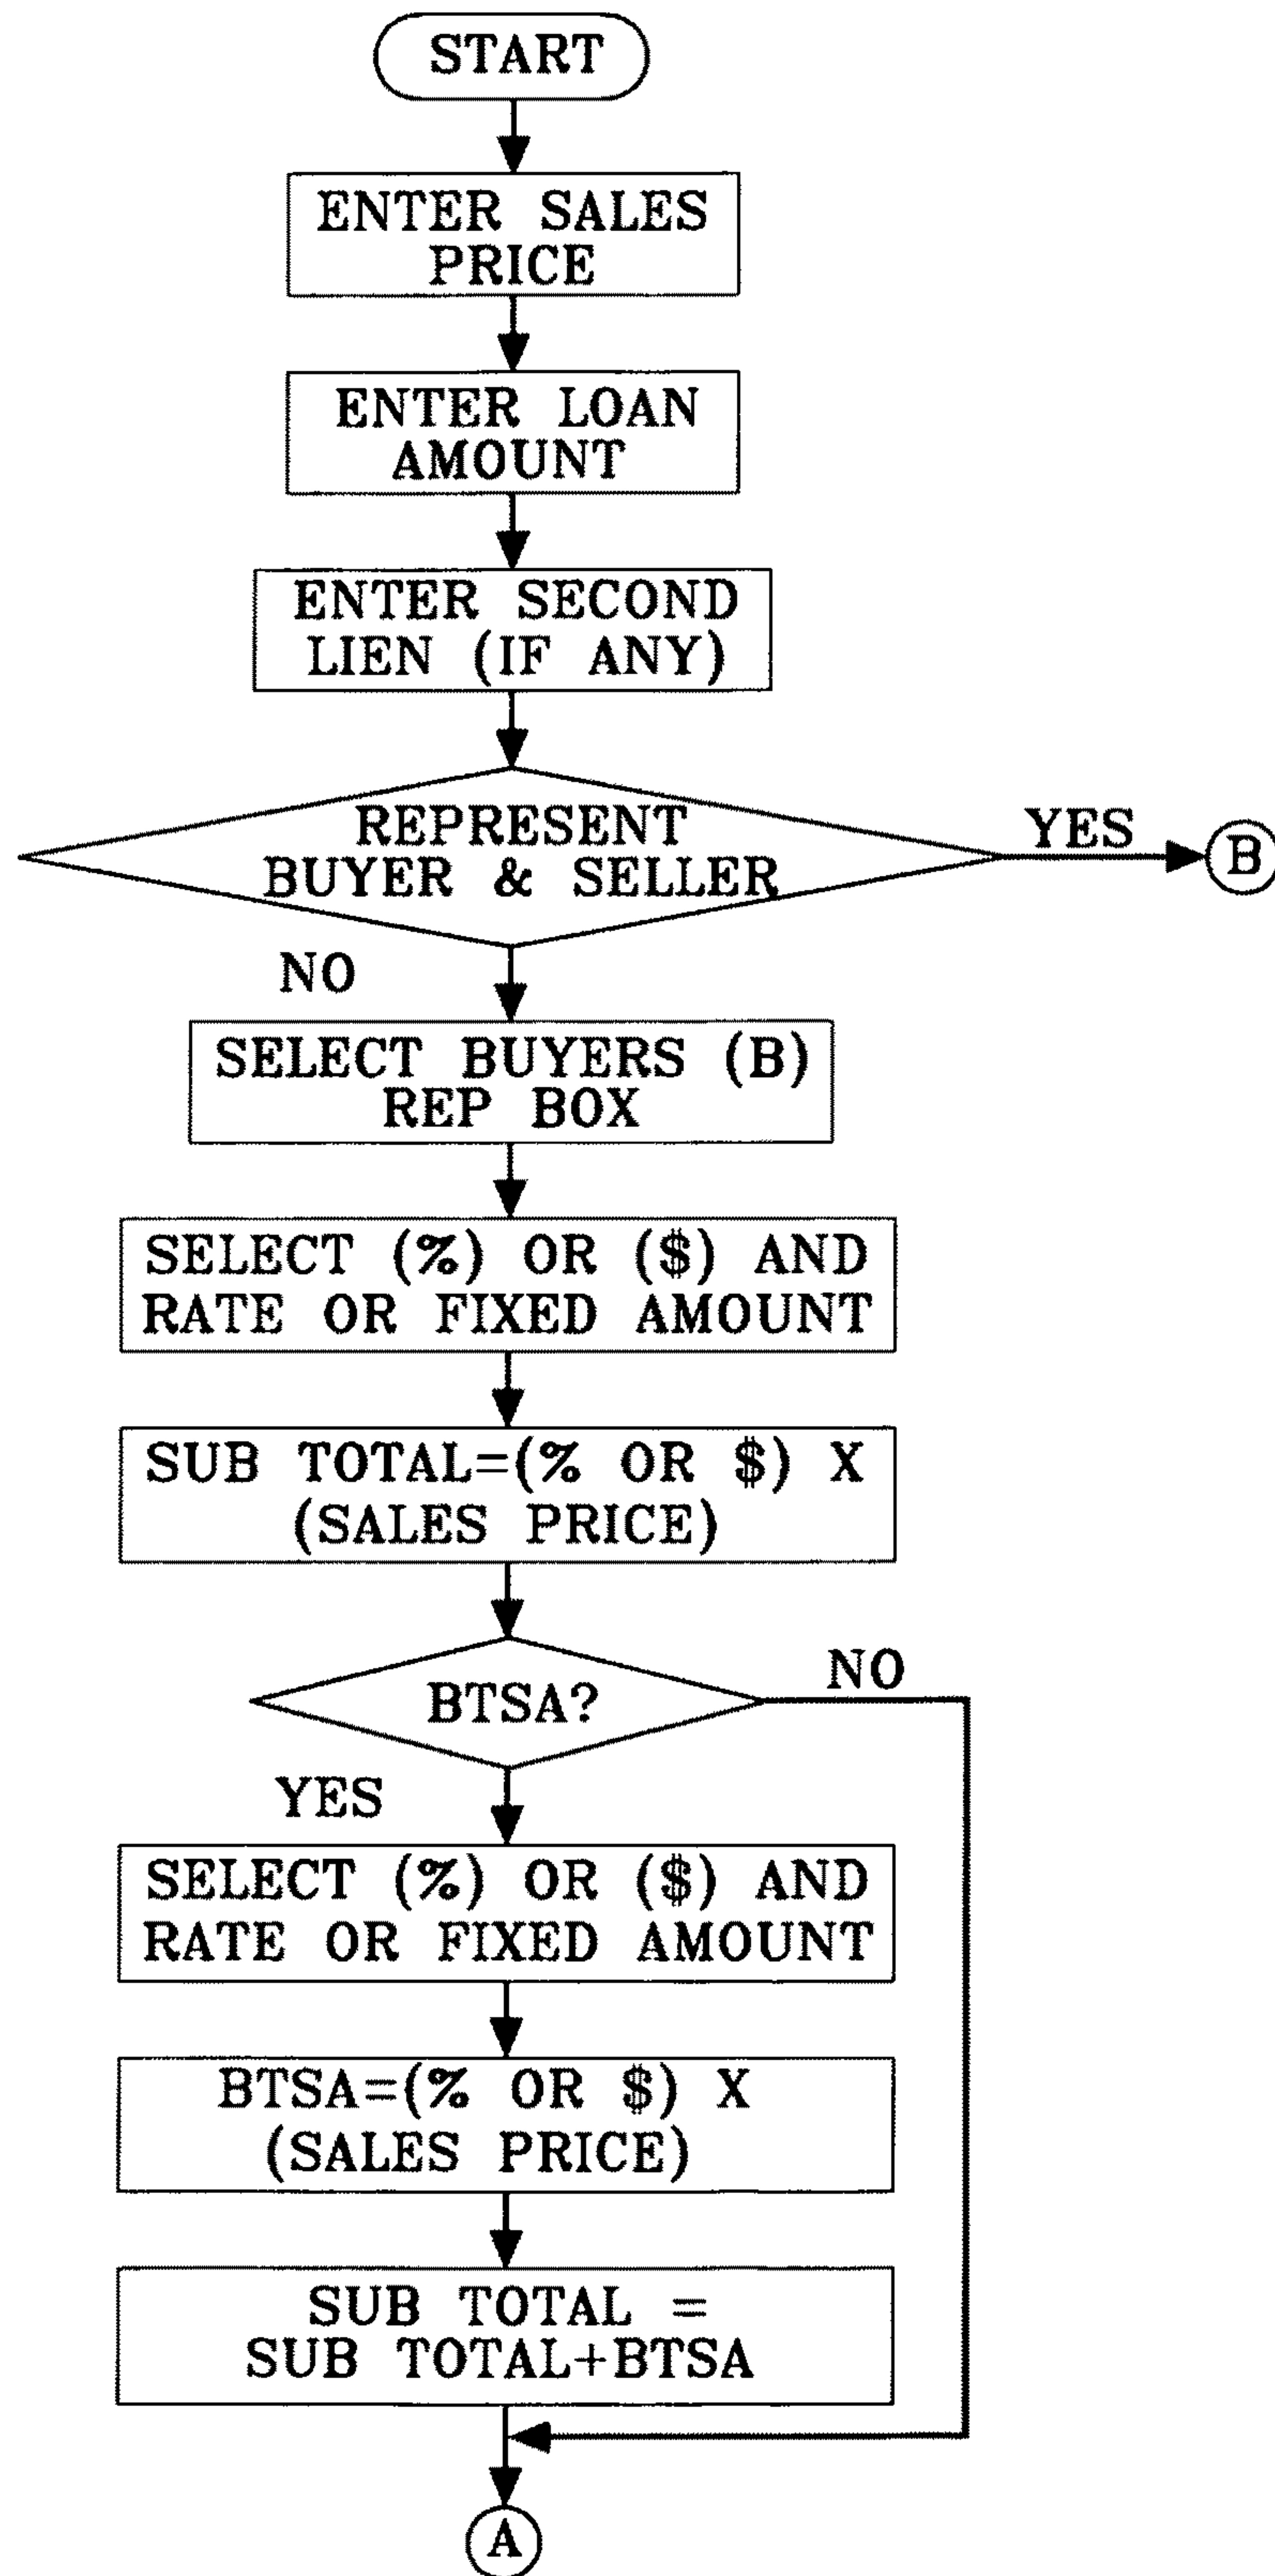 START
ENTER SALES
PRICE
ENTER LOAN
AMOUNT
ENTER SECOND
LIEN (IF ANY)
REPRESENT
BUYER & SELLER
YES
B
NO
SELECT BUYERS (B)
REP BOX
SELECT (%) OR ($) AND
RATE OR FIXED AMOUNT
SUB TOTAL=(% OR $) X
(SALES PRICE)
BTSA?
NO
YES
SELECT (%) OR ($) AND
RATE OR FIXED AMOUNT
BTSA=(% OR $) X
(SALES PRICE)
SUB TOTAL =
SUB TOTAL+BTSA
A